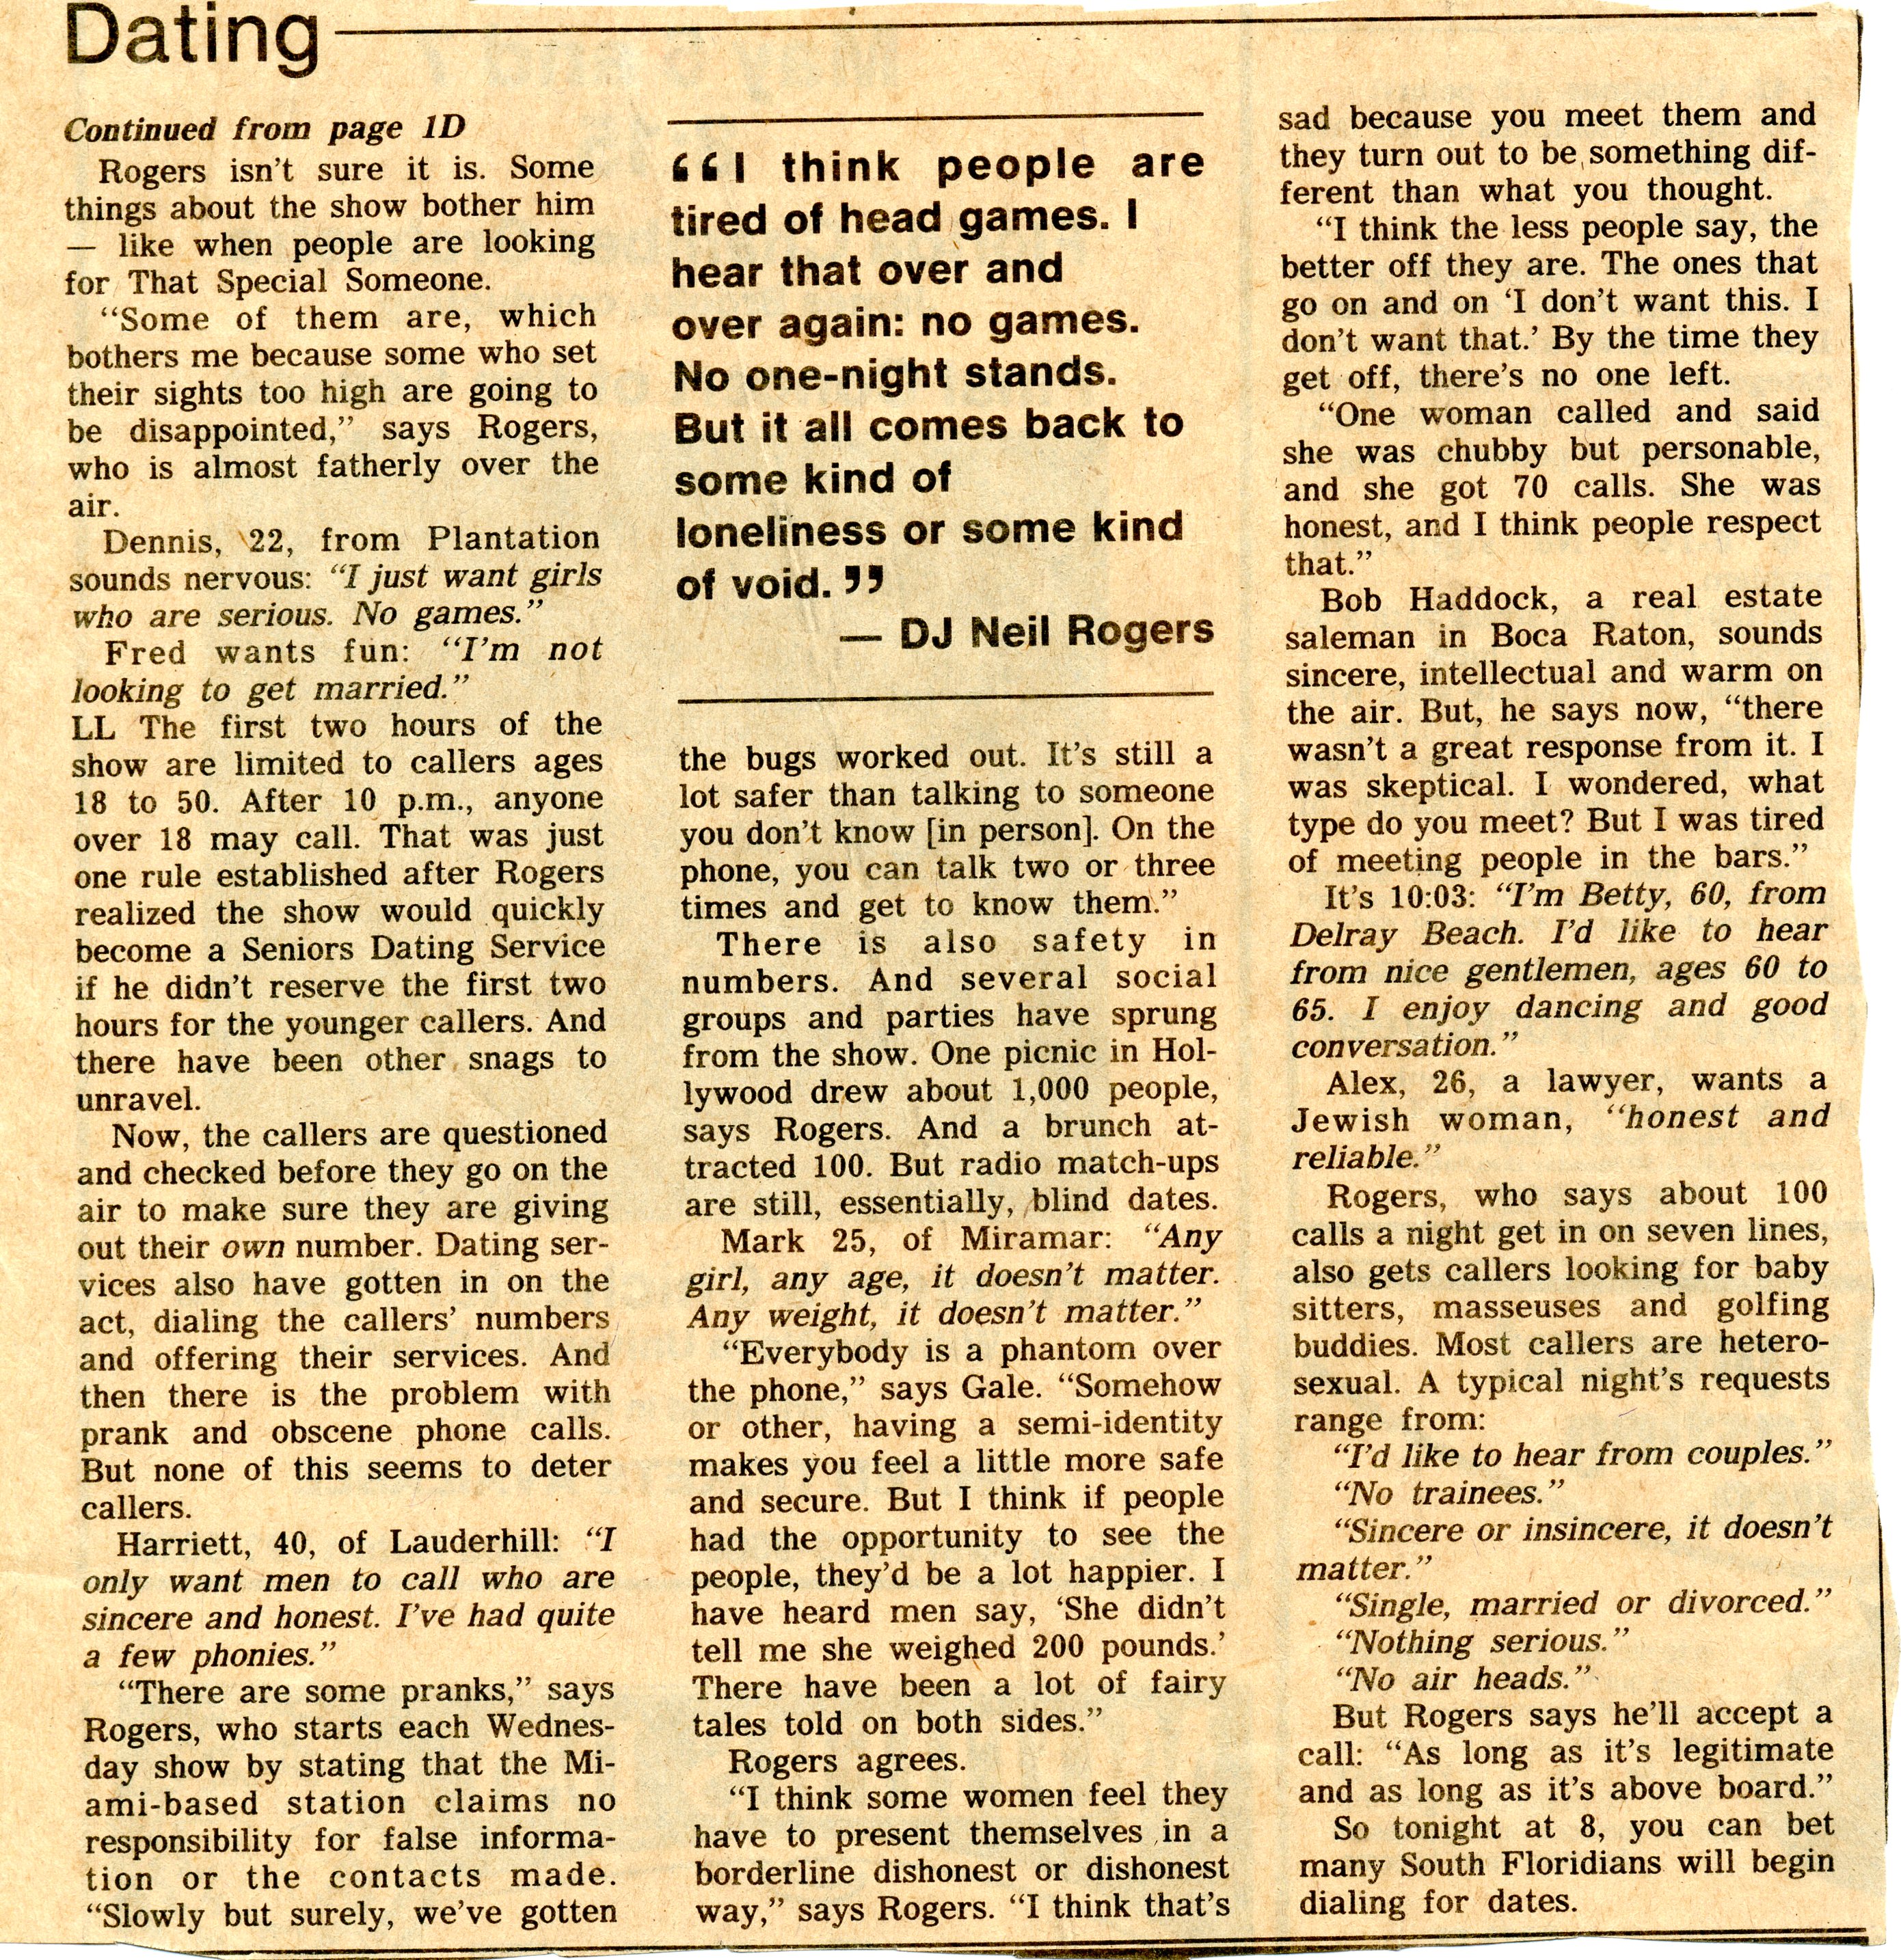 Dating
Continued from page 1D
Rogers isn't sure it is. Some
things about the show bother him
— like when people are looking
for That Special Someone.
“Some of them are, which
bothers me because some who set
their sights too high are going to
be disappointed,” says Rogers,
who is almost fatherly over the
air.
Dennis, 22, from Plantation
sounds nervous: “I just want girls
who are serious. No games.”
Fred wants fun: “I'm not
looking to get married.”
LL The first two hours of the
show are limited to callers ages
18 to 50. After 10 p.m., anyone
over 18 may call. That was just
one rule established after Rogers
realized the show would quickly
become a Seniors Dating Service
if he didn't reserve the first two
hours for the younger callers. And
there have been other snags to
unravel.
Now, the callers are questioned
and checked before they go on the
air to make sure they are giving
out their own number. Dating ser-
vices also have gotten in on the
act, dialing the callers' numbers
and offering their services. And
then there is the problem with
prank and obscene phone calls.
But none of this seems to deter
callers.
Harriett, 40, of Lauderhill: “I
only want men to call who are
sincere and honest. I've had quite
a few phonies.”
“There are some pranks,” says
Rogers, who starts each Wednes-
day show by stating that the Mi-
ami-based station claims no
responsibility for false informa-
tion or the contacts made.
“Slowly but surely, we've gotten
“I think people are
tired of head games. I
hear that over and
over again: no games.
No one-night stands.
But it all comes back to
some kind of
loneliness or some kind
of void.”
— DJ Neil Rogers
the bugs worked out. It's still a
lot safer than talking to someone
you don't know [in person]. On the
phone, you can talk two or three
times and get to know them.”
There is also safety in
numbers. And several social
groups and parties have sprung
from the show. One picnic in Hol-
lywood drew about 1,000 people,
says Rogers. And a brunch at-
tracted 100. But radio match-ups
are still, essentially, blind dates.
Mark 25, of Miramar: “Any
girl, any age, it doesn't matter.
Any weight, it doesn't matter.”
“Everybody is a phantom over
the phone,” says Gale. “Somehow
or other, having a semi-identity
makes you feel a little more safe
and secure. But I think if people
had the opportunity to see the
people, they'd be a lot happier. I
have heard men say, ‘She didn't
tell me she weighed 200 pounds.’
There have been a lot of fairy
tales told on both sides.”
Rogers agrees.
“I think some women feel they
have to present themselves in a
borderline dishonest or dishonest
way,” says Rogers. “I think that's
sad because you meet them and
they turn out to be something dif-
ferent than what you thought.
“I think the less people say, the
better off they are. The ones that
go on and on ‘I don't want this. I
don't want that.’ By the time they
get off, there's no one left.
“One woman called and said
she was chubby but personable,
and she got 70 calls. She was
honest, and I think people respect
that.”
Bob Haddock, a real estate
saleman in Boca Raton, sounds
sincere, intellectual and warm on
the air. But, he says now, “there
wasn't a great response from it. I
was skeptical. I wondered, what
type do you meet? But I was tired
of meeting people in the bars.”
It's 10:03: “I'm Betty, 60, from
Delray Beach. I'd like to hear
from nice gentlemen, ages 60 to
65. I enjoy dancing and good
conversation.”
Alex, 26, a lawyer, wants a
Jewish woman, “honest and
reliable.”
Rogers, who says about 100
calls a night get in on seven lines,
also gets callers looking for baby
sitters, masseuses and golfing
buddies. Most callers are hetero-
sexual. A typical night's requests
range from:
“I'd like to hear from couples.”
“No trainees.”
“Sincere or insincere, it doesn't
matter.”
“Single, married or divorced.”
“Nothing serious.”
“No air heads.”
But Rogers says he'll accept a
call: “As long as it's legitimate
and as long as it's above board.”
So tonight at 8, you can bet
many South Floridians will begin
dialing for dates.